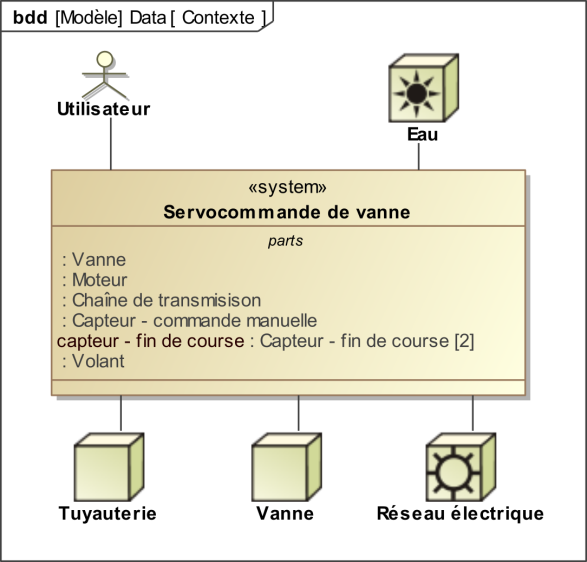 bdd [Modèle] Data [ Contexte ]
Utilisateur
Eau
«system»
Servocommande de vanne
parts
: Vanne
: Moteur
: Chaîne de transmisison
: Capteur - commande manuelle
capteur - fin de course : Capteur - fin de course [2]
: Volant
Tuyauterie
Vanne
Réseau électrique